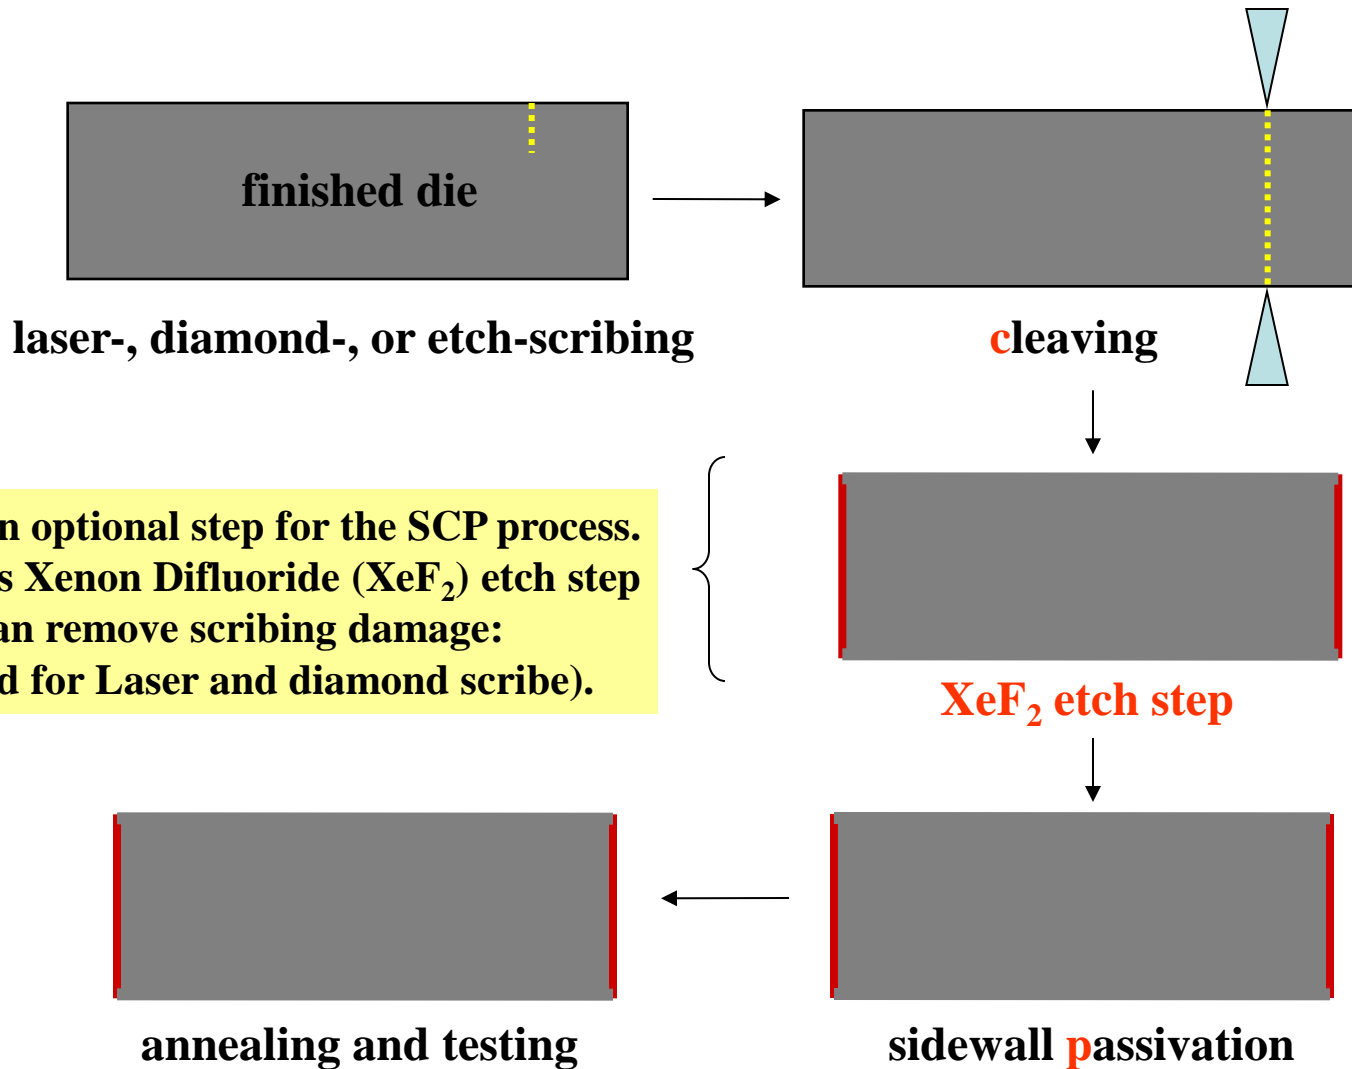 finished die
laser-, diamond-, or etch-scribing
cleaving
n optional step for the SCP process.
s Xenon Difluoride (XeF₂) etch step
an remove scribing damage:
d for Laser and diamond scribe).
XeF₂ etch step
annealing and testing
sidewall passivation